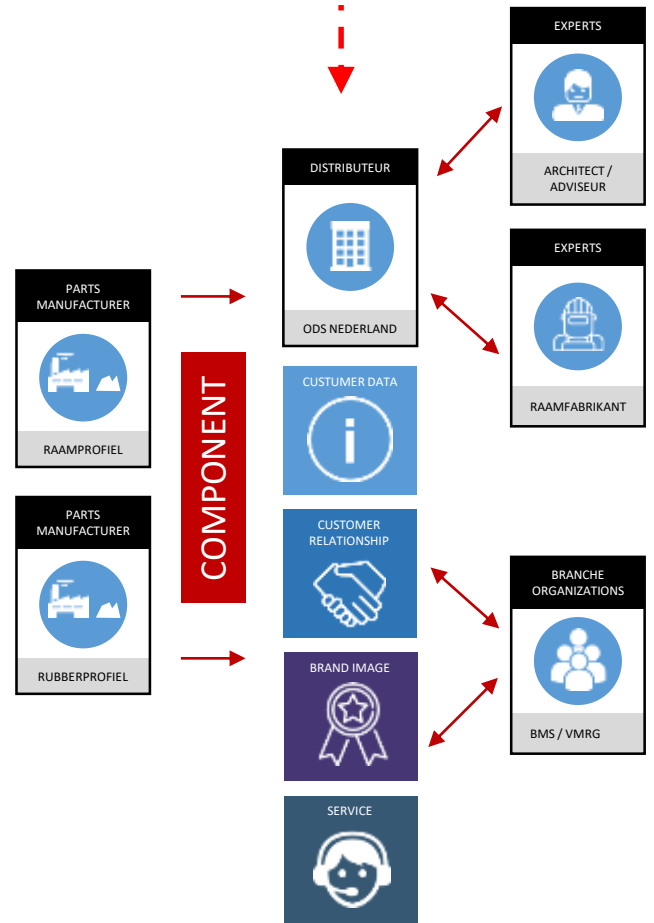 EXPERTS
ARCHITECT /
ADVISEUR
DISTRIBUTEUR
ODS NEDERLAND
EXPERTS
RAAMFABRIKANT
PARTS
MANUFACTURER
RAAMPROFIEL
COMPONENT
CUSTUMER DATA
i
PARTS
MANUFACTURER
RUBBERPROFIEL
CUSTOMER
RELATIONSHIP
BRANCHE
ORGANIZATIONS
BMS / VMRG
BRAND IMAGE
SERVICE